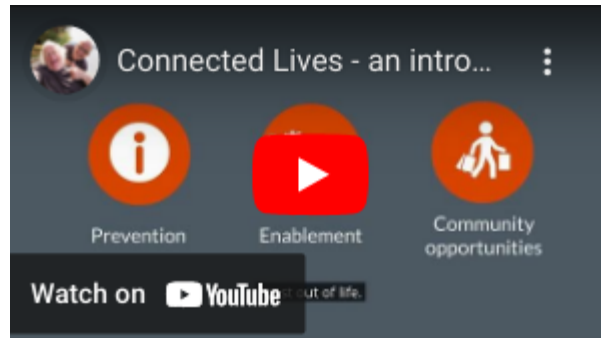 Connected Lives - an intro...
Prevention
Enablement
Community
opportunities
Watch on YouTube
out of life.